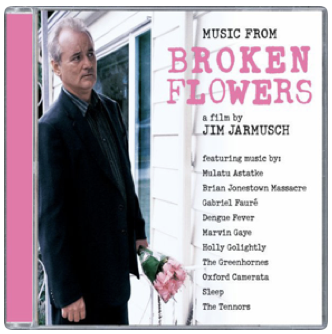 MUSIC FROM
BROKEN
FLOWERS
a film by
JIM JARMUSCH
featuring music by:
Mulatu Astatke
Brian Jonestown Massacre
Gabriel Fauré
Dengue Fever
Marvin Gaye
Holly Golightly
The Greenhornes
Oxford Camerata
Sleep
The Tennors